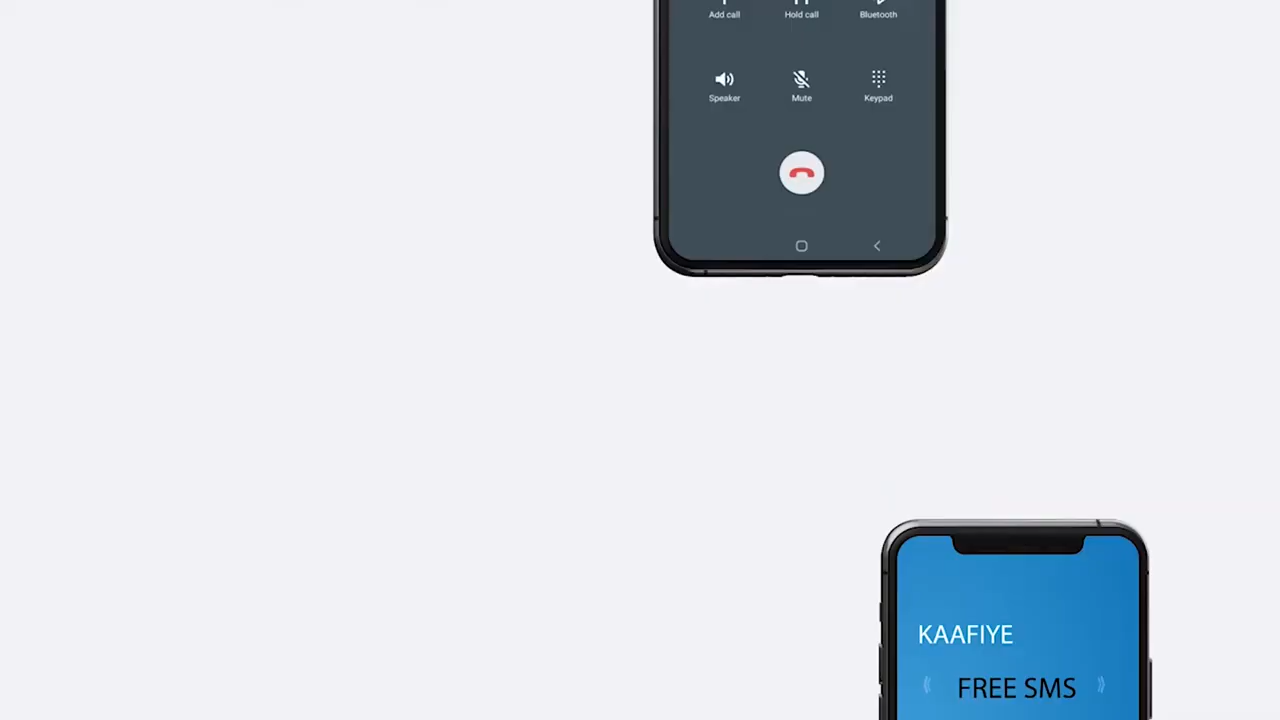 Add call Hold call Bluetooth
Speaker Mute Keypad
KAAFIYE
FREE SMS